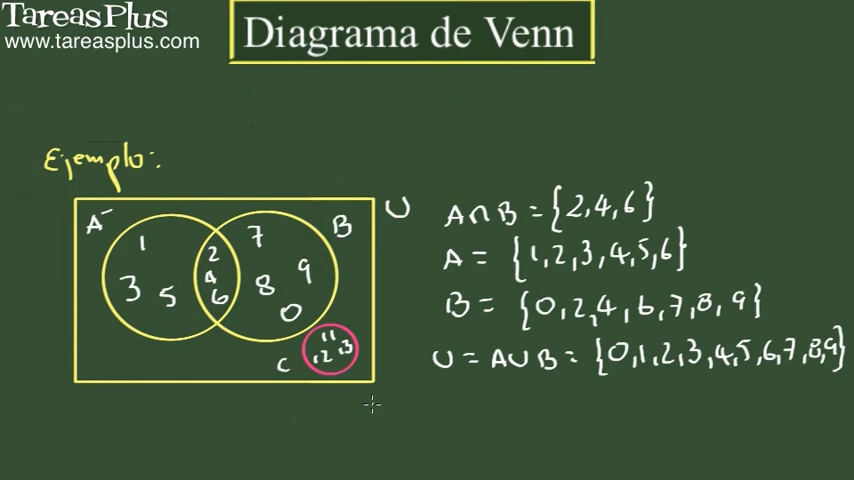 TareasPlus
www.tareasplus.com
Diagrama de Venn
Ejemplo:
A
1
3
5
2
4
6
7
8
9
0
B
U
C
11
12 13
A∩B = {2,4,6}
A = {1,2,3,4,5,6}
B = {0,2,4,6,7,8,9}
U = A∪B = {0,1,2,3,4,5,6,7,8,9}